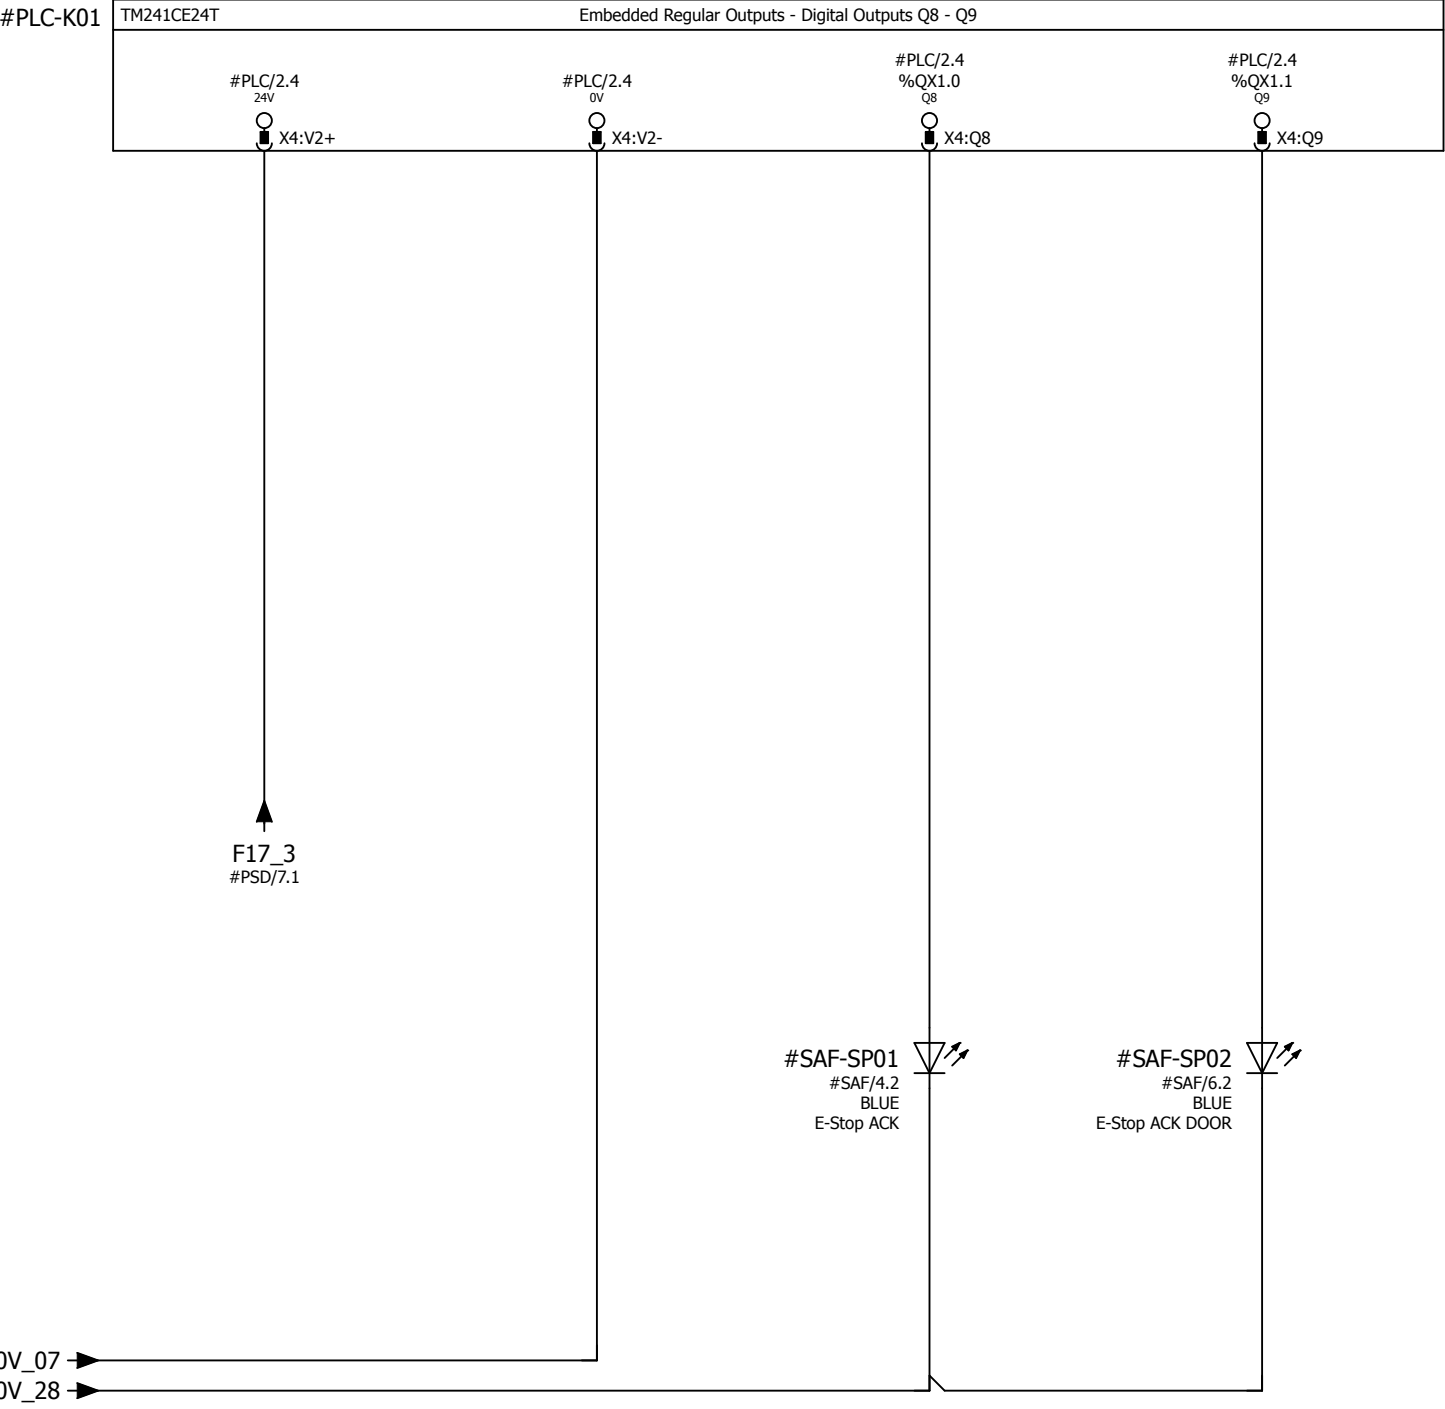 #PLC-K01
TM241CE24T
Embedded Regular Outputs - Digital Outputs Q8 - Q9
#PLC/2.4
24V
X4:V2+
#PLC/2.4
0V
X4:V2-
#PLC/2.4
%QX1.0
Q8
X4:Q8
#PLC/2.4
%QX1.1
Q9
X4:Q9
F17_3
#PSD/7.1
#SAF-SP01
#SAF/4.2
BLUE
E-Stop ACK
#SAF-SP02
#SAF/6.2
BLUE
E-Stop ACK DOOR
0V_07
0V_28